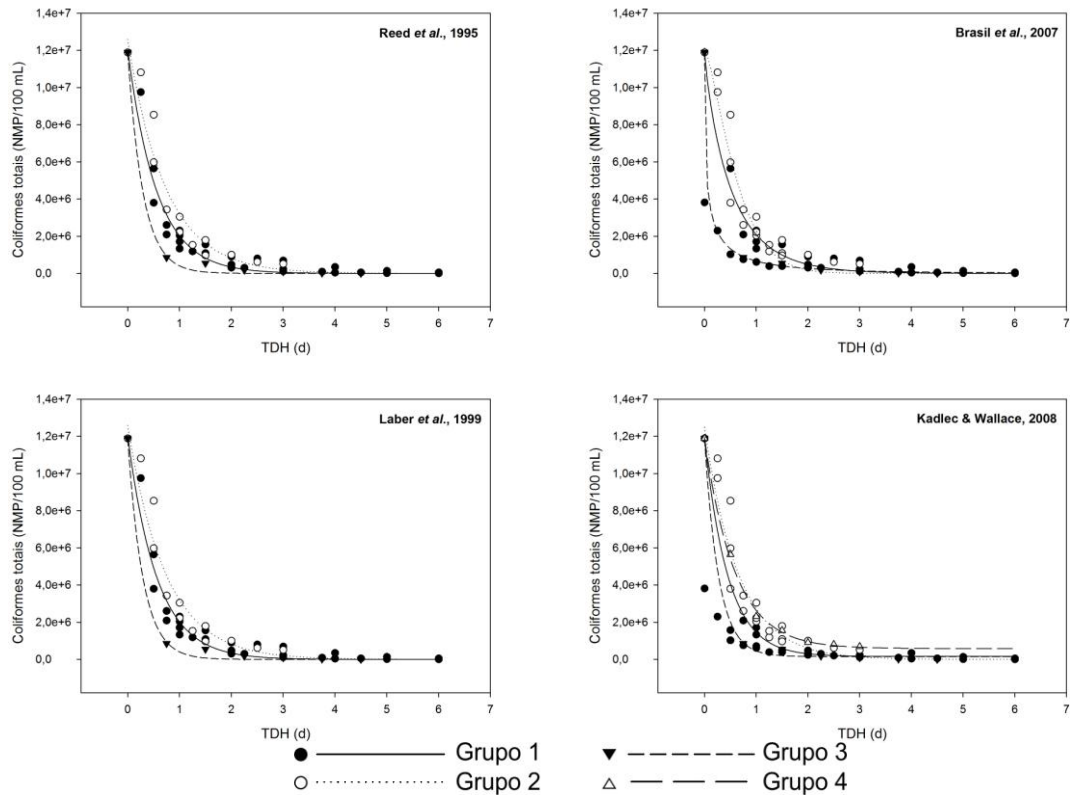 Reed et al., 1995
Coliformes totais (NMP/100 mL)
1,4e+7
1,2e+7
1,0e+7
8,0e+6
6,0e+6
4,0e+6
2,0e+6
0,0
0 1 2 3 4 5 6 7
TDH (d)
Brasil et al., 2007
Coliformes totais (NMP/100 mL)
1,4e+7
1,2e+7
1,0e+7
8,0e+6
6,0e+6
4,0e+6
2,0e+6
0,0
0 1 2 3 4 5 6 7
TDH (d)
Laber et al., 1999
Coliformes totais (NMP/100 mL)
1,4e+7
1,2e+7
1,0e+7
8,0e+6
6,0e+6
4,0e+6
2,0e+6
0,0
0 1 2 3 4 5 6 7
TDH (d)
Kadlec & Wallace, 2008
Coliformes totais (NMP/100 mL)
1,4e+7
1,2e+7
1,0e+7
8,0e+6
6,0e+6
4,0e+6
2,0e+6
0,0
0 1 2 3 4 5 6 7
TDH (d)
Grupo 1
Grupo 2
Grupo 3
Grupo 4